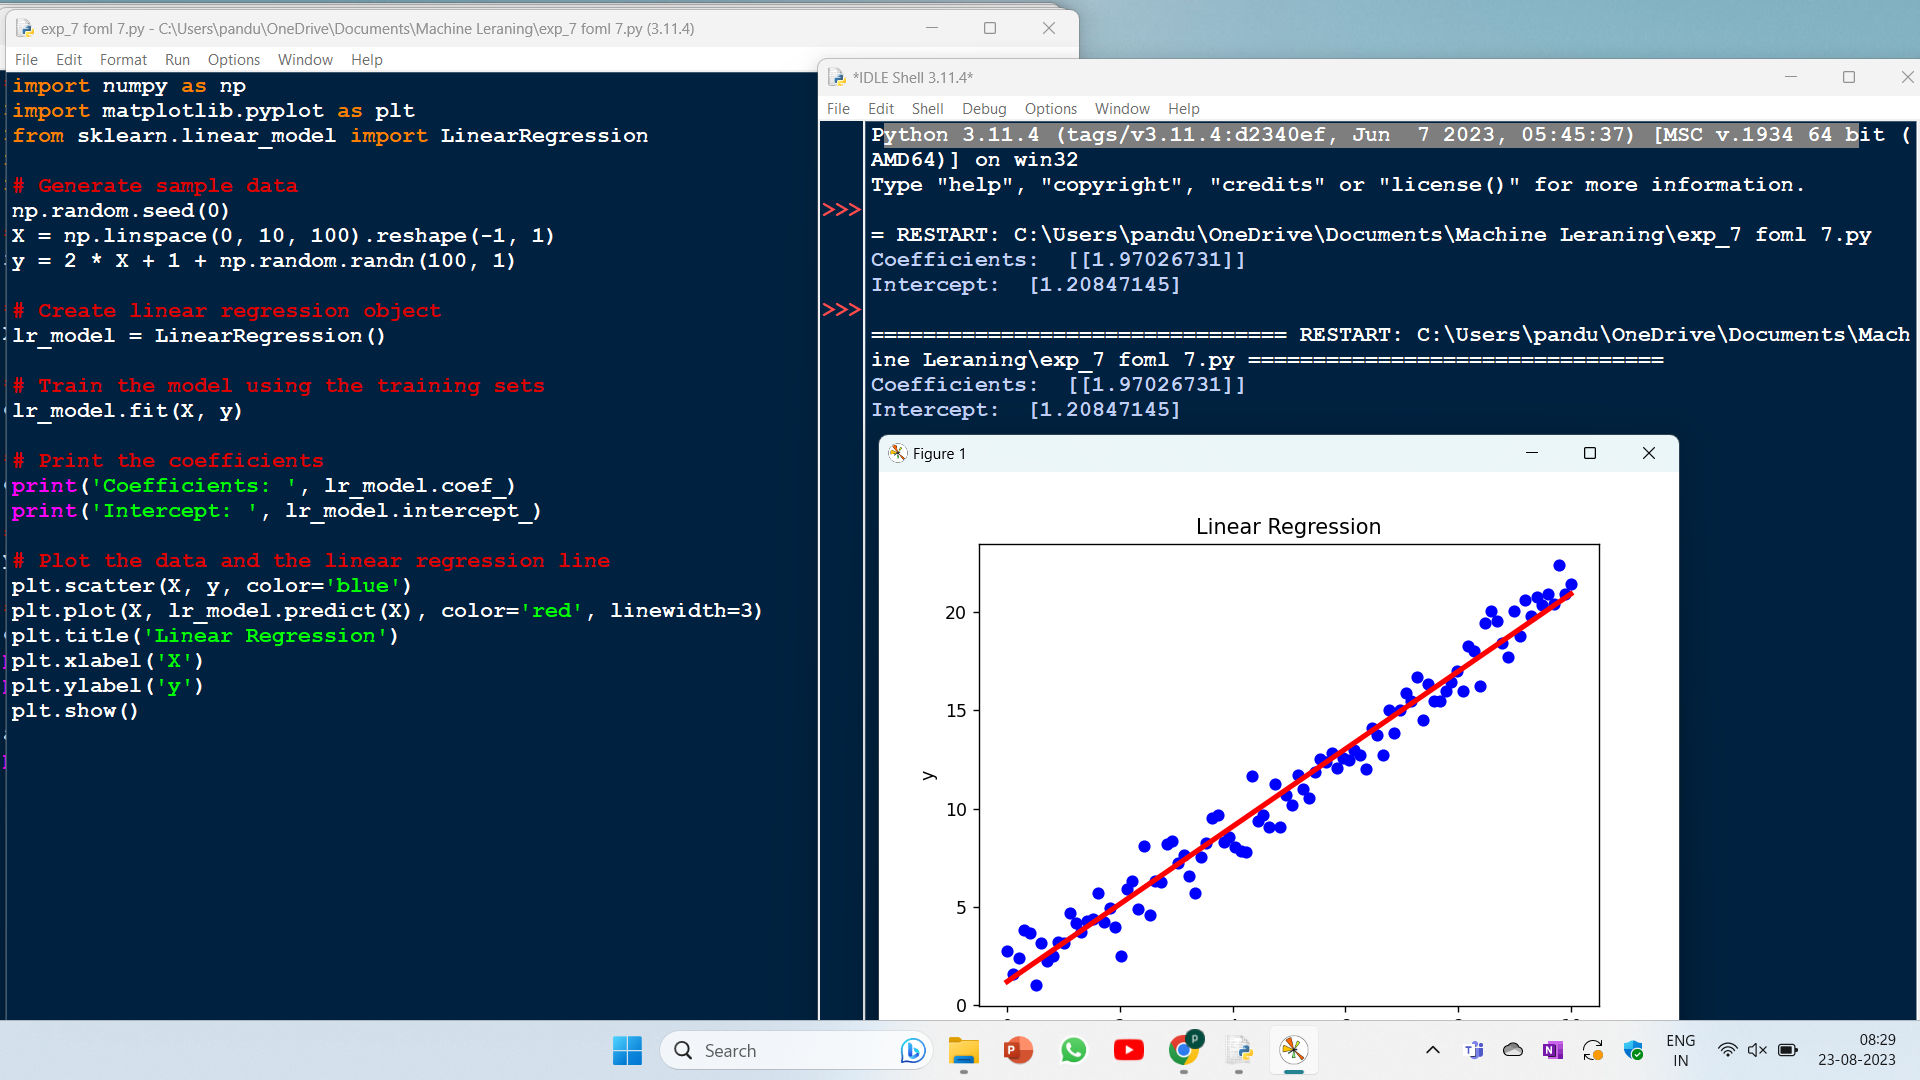 exp_7 foml 7.py - C:\Users\pandu\OneDrive\Documents\Machine Leraning\exp_7 foml 7.py (3.11.4)
File Edit Format Run Options Window Help
import numpy as np
import matplotlib.pyplot as plt
from sklearn.linear_model import LinearRegression
# Generate sample data
np.random.seed(0)
X = np.linspace(0, 10, 100).reshape(-1, 1)
y = 2 * X + 1 + np.random.randn(100, 1)
# Create linear regression object
lr_model = LinearRegression()
# Train the model using the training sets
lr_model.fit(X, y)
# Print the coefficients
print('Coefficients: ', lr_model.coef_)
print('Intercept: ', lr_model.intercept_)
# Plot the data and the linear regression line
plt.scatter(X, y, color='blue')
plt.plot(X, lr_model.predict(X), color='red', linewidth=3)
plt.title('Linear Regression')
plt.xlabel('X')
plt.ylabel('y')
plt.show()
*IDLE Shell 3.11.4*
File Edit Shell Debug Options Window Help
Python 3.11.4 (tags/v3.11.4:d2340ef, Jun  7 2023, 05:45:37) [MSC v.1934 64 bit (
AMD64)] on win32
Type "help", "copyright", "credits" or "license()" for more information.
>>>
= RESTART: C:\Users\pandu\OneDrive\Documents\Machine Leraning\exp_7 foml 7.py
Coefficients:  [[1.97026731]]
Intercept:  [1.20847145]
>>>
================================ RESTART: C:\Users\pandu\OneDrive\Documents\Mach
ine Leraning\exp_7 foml 7.py ================================
Coefficients:  [[1.97026731]]
Intercept:  [1.20847145]
Figure 1
Linear Regression
20
15
y
10
5
0
Search
P
ENG
IN
08:29
23-08-2023